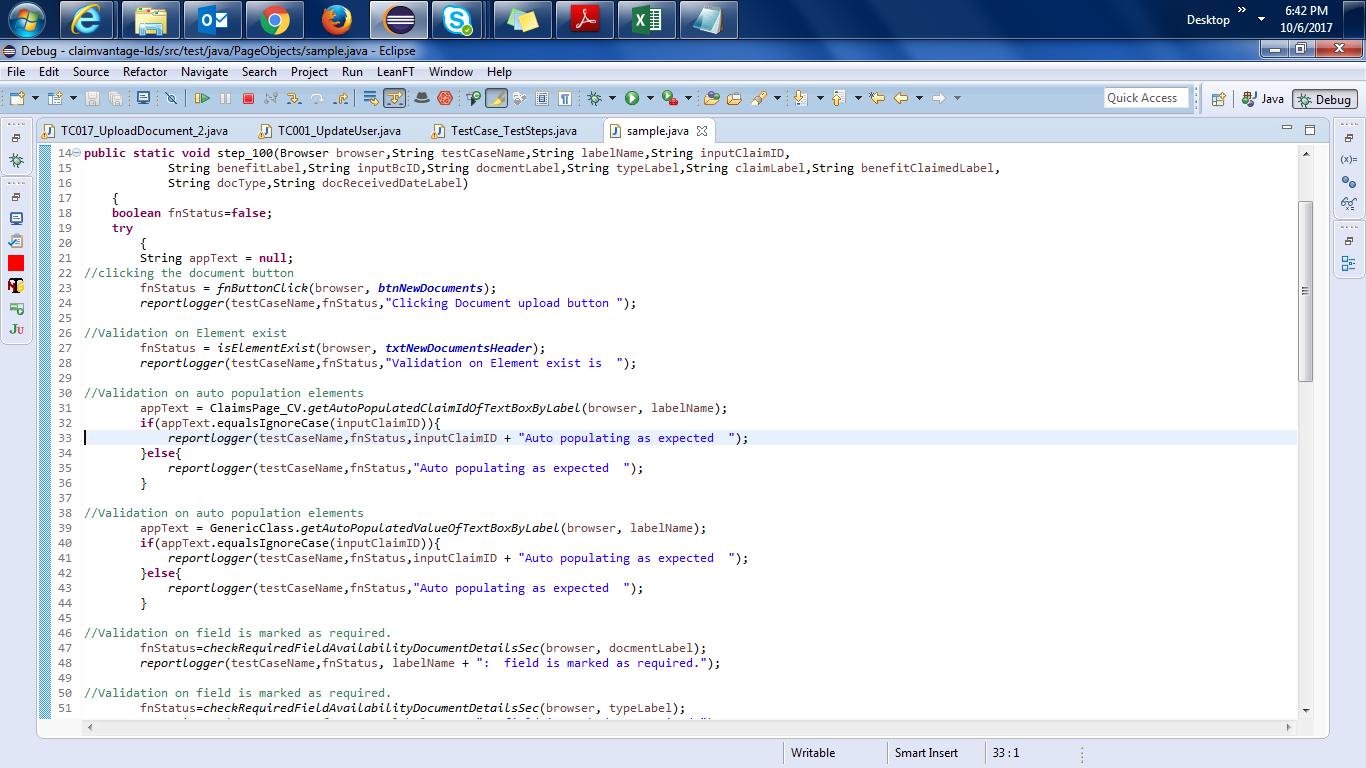 Desktop
»
6:42 PM
10/6/2017
Debug - claimvantage-lds/src/test/java/PageObjects/sample.java - Eclipse
File Edit Source Refactor Navigate Search Project Run LeanFT Window Help
Quick Access
Java
Debug
TC017_UploadDocument_2.java
TC001_UpdateUser.java
TestCase_TestSteps.java
sample.java
14 public static void step_100(Browser browser,String testCaseName,String labelName,String inputClaimID,
15 String benefitLabel,String inputBcID,String docmentLabel,String typeLabel,String claimLabel,String benefitClaimedLabel,
16 String docType,String docReceivedDateLabel)
17 {
18 boolean fnStatus=false;
19 try
20 {
21 String appText = null;
22 //clicking the document button
23 fnStatus = fnButtonClick(browser, btnNewDocuments);
24 reportlogger(testCaseName,fnStatus,"Clicking Document upload button ");
25
26 //Validation on Element exist
27 fnStatus = isElementExist(browser, txtNewDocumentsHeader);
28 reportlogger(testCaseName,fnStatus,"Validation on Element exist is  ");
29
30 //Validation on auto population elements
31 appText = ClaimsPage_CV.getAutoPopulatedClaimIdOfTextBoxByLabel(browser, labelName);
32 if(appText.equalsIgnoreCase(inputClaimID)){
33 reportlogger(testCaseName,fnStatus,inputClaimID + "Auto populating as expected  ");
34 }else{
35 reportlogger(testCaseName,fnStatus,"Auto populating as expected  ");
36 }
37
38 //Validation on auto population elements
39 appText = GenericClass.getAutoPopulatedValueOfTextBoxByLabel(browser, labelName);
40 if(appText.equalsIgnoreCase(inputClaimID)){
41 reportlogger(testCaseName,fnStatus,inputClaimID + "Auto populating as expected  ");
42 }else{
43 reportlogger(testCaseName,fnStatus,"Auto populating as expected  ");
44 }
45
46 //Validation on field is marked as required.
47 fnStatus=checkRequiredFieldAvailabilityDocumentDetailsSec(browser, docmentLabel);
48 reportlogger(testCaseName,fnStatus, labelName + ":  field is marked as required.");
49
50 //Validation on field is marked as required.
51 fnStatus=checkRequiredFieldAvailabilityDocumentDetailsSec(browser, typeLabel);
Writable
Smart Insert
33 : 1